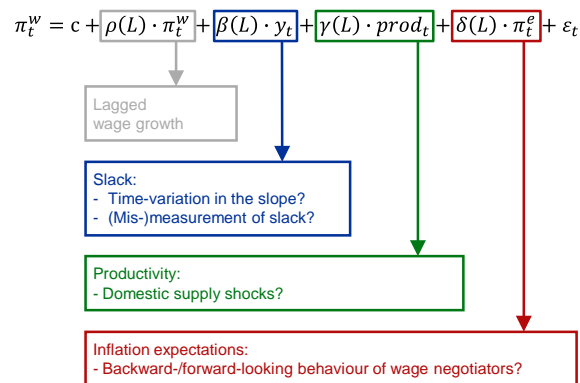 π_t^w = c + ρ(L) · π_t^w + β(L) · y_t + γ(L) · prod_t + δ(L) · π_t^e + ε_t
Lagged
wage growth
Slack:
- Time-variation in the slope?
- (Mis-)measurement of slack?
Productivity:
- Domestic supply shocks?
Inflation expectations:
- Backward-/forward-looking behaviour of wage negotiators?